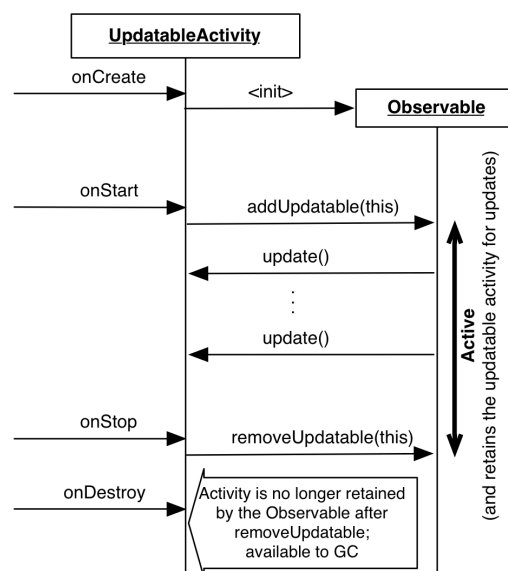 UpdatableActivity
onCreate
<init>
Observable
onStart
addUpdatable(this)
update()
update()
Active
(and retains the updatable activity for updates)
onStop
removeUpdatable(this)
onDestroy
Activity is no longer retained
by the Observable after
removeUpdatable;
available to GC